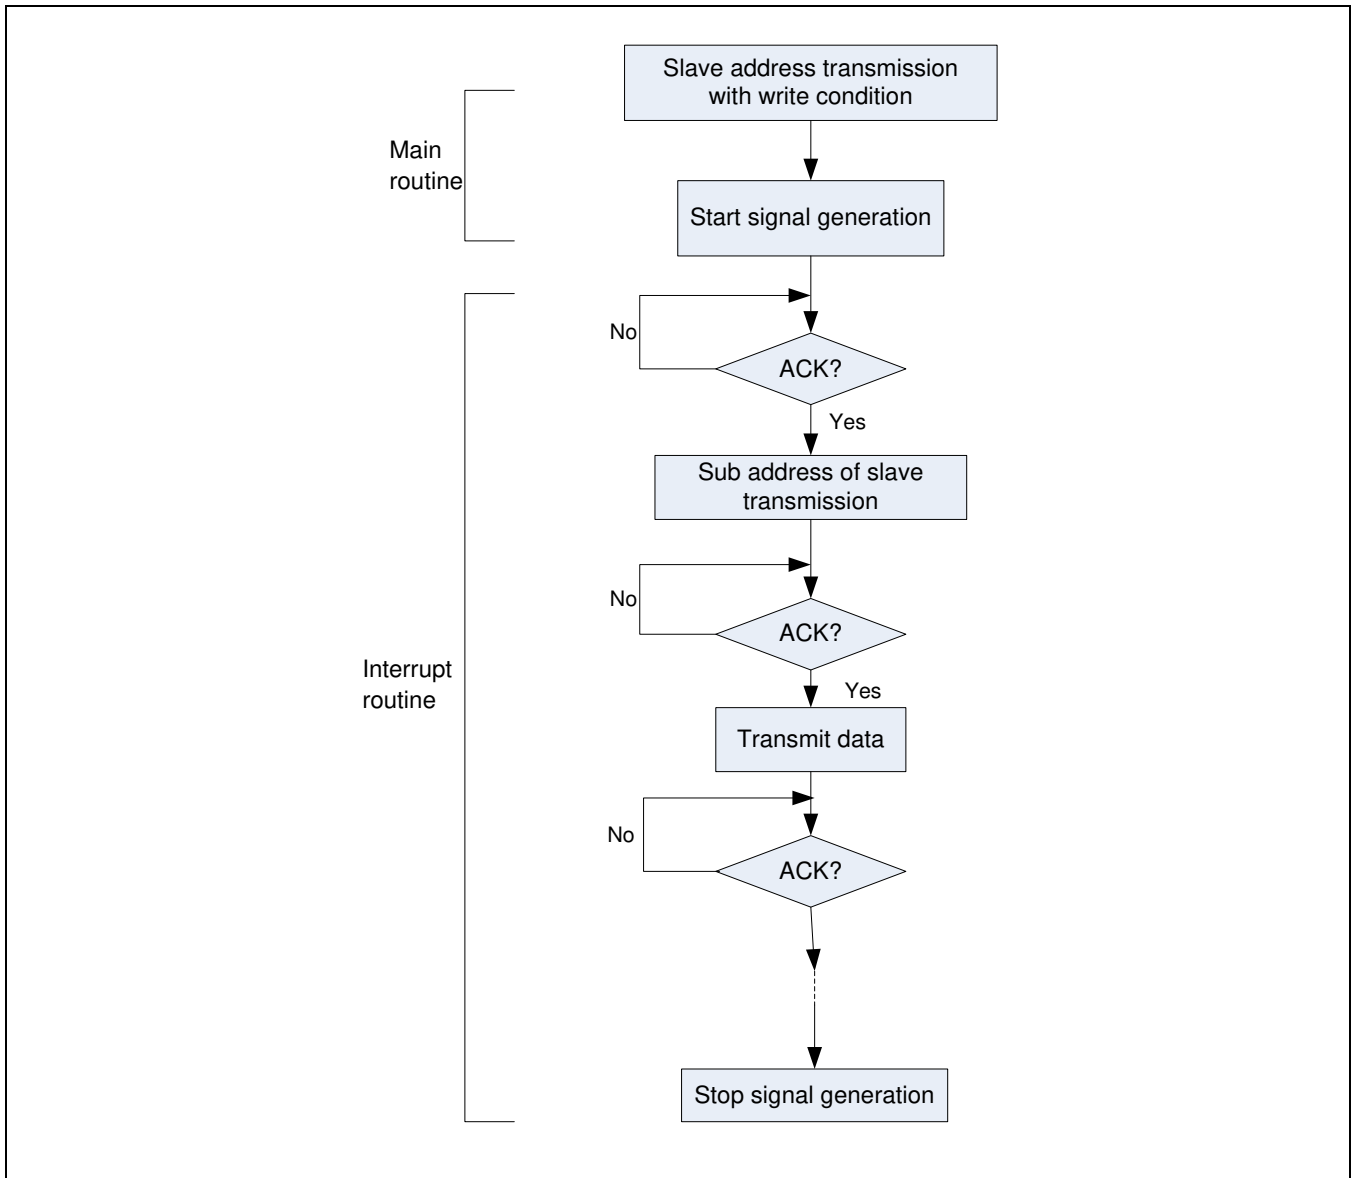 Slave address transmission
with write condition
Main
routine
Start signal generation
No
ACK?
Yes
Sub address of slave
transmission
No
ACK?
Interrupt
routine
Yes
Transmit data
No
ACK?
Stop signal generation